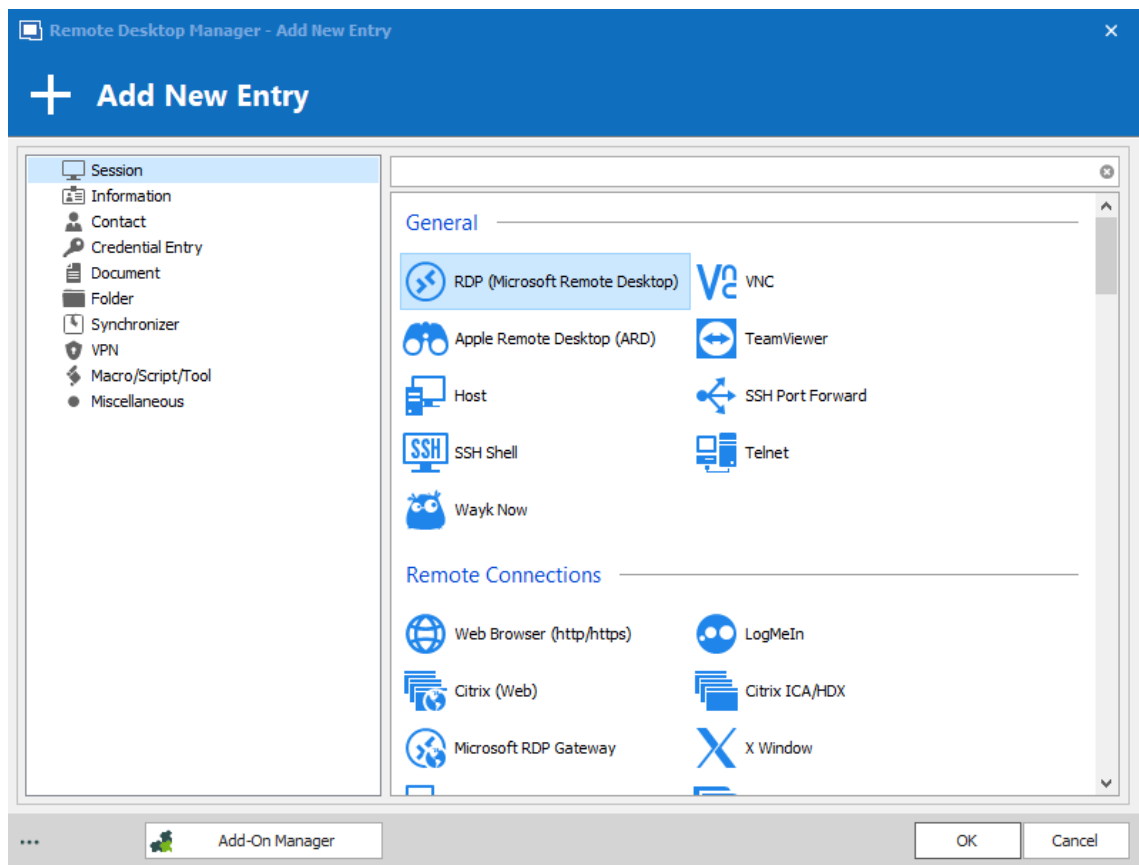 Remote Desktop Manager - Add New Entry
Add New Entry
Session
Information
Contact
Credential Entry
Document
Folder
Synchronizer
VPN
Macro/Script/Tool
Miscellaneous
General
RDP (Microsoft Remote Desktop)
VNC
VNC
Apple Remote Desktop (ARD)
TeamViewer
Host
SSH Port Forward
SSH
SSH Shell
Telnet
Wayk Now
Remote Connections
Web Browser (http/https)
LogMeIn
Citrix (Web)
Citrix ICA/HDX
Microsoft RDP Gateway
X Window
Add-On Manager
OK
Cancel